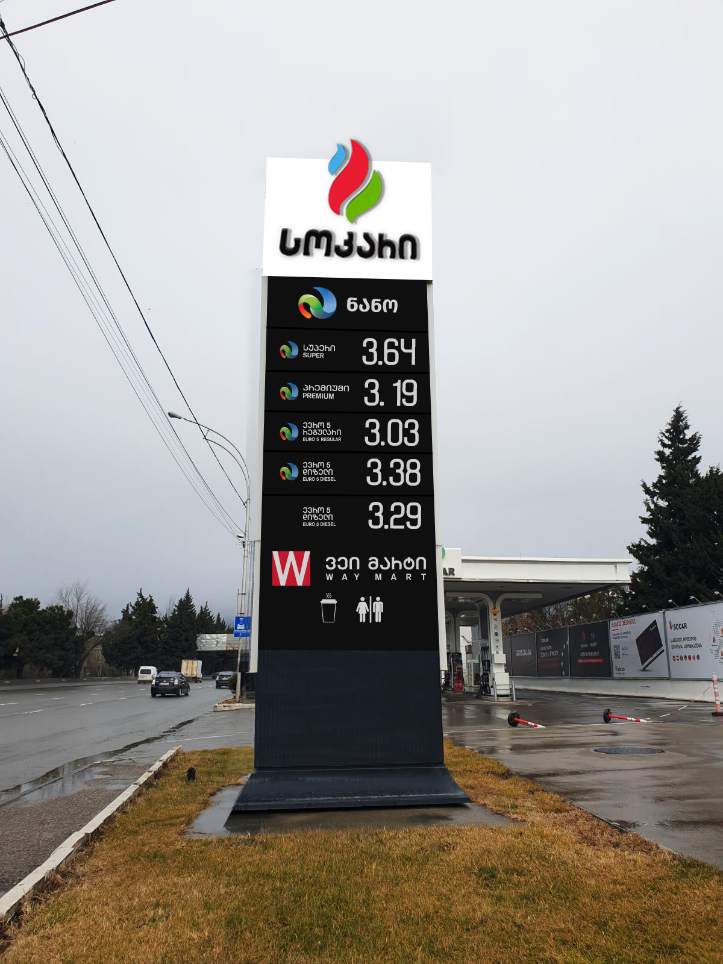 სოკარი
ნანო
სუპერი
SUPER
3.64
პრემიუმი
PREMIUM
3.19
ევრო 5
რეგულარი
EURO 5 REGULAR
3.03
ევრო 5
დიზელი
EURO 5 DIESEL
3.38
ევრო 5
დიზელი
EURO 5 DIESEL
3.29
W
ვეი მარტი
WAY MART
AR
SOCAR